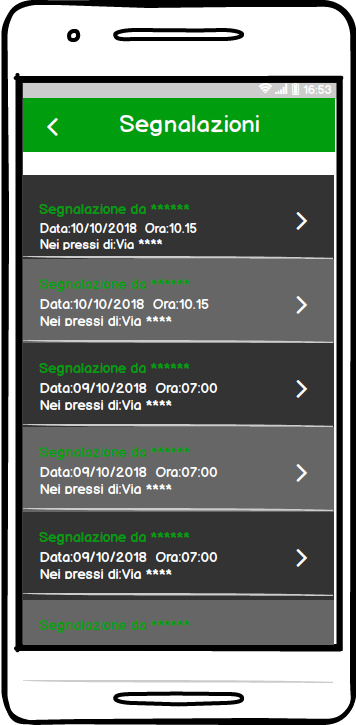 16:53
Segnalazioni
Segnalazione da ******
Data:10/10/2018 Ora:10.15
Nei pressi di:Via ****
Segnalazione da ******
Data:10/10/2018 Ora:10.15
Nei pressi di:Via ****
Segnalazione da ******
Data:09/10/2018 Ora:07:00
Nei pressi di:Via ****
Segnalazione da ******
Data:09/10/2018 Ora:07:00
Nei pressi di:Via ****
Segnalazione da ******
Data:09/10/2018 Ora:07:00
Nei pressi di:Via ****
Segnalazione da ******